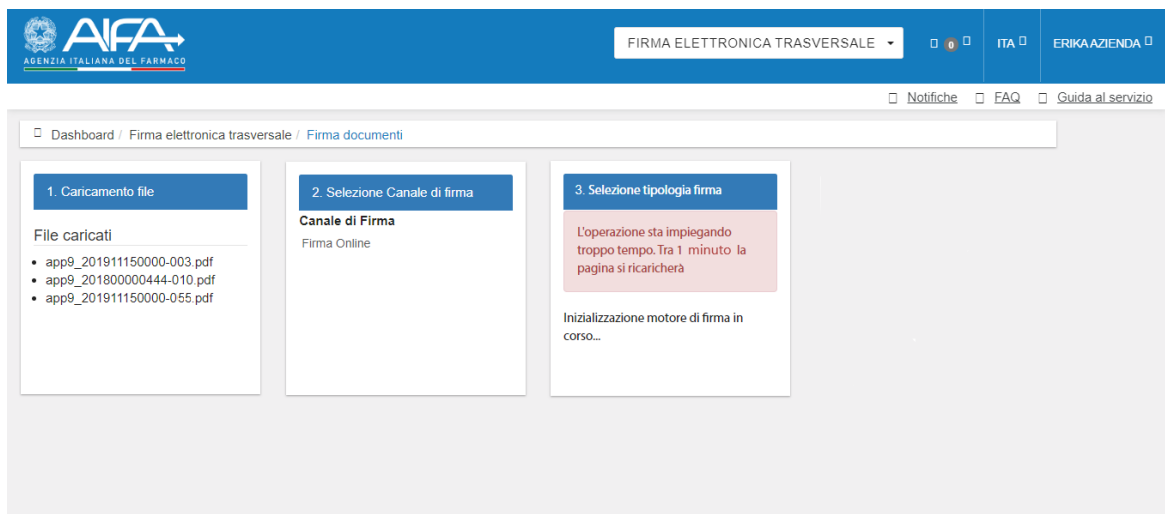 AIFA
AGENZIA ITALIANA DEL FARMACO
FIRMA ELETTRONICA TRASVERSALE
0
ITA
ERIKA AZIENDA
Notifiche
FAQ
Guida al servizio
Dashboard / Firma elettronica trasversale / Firma documenti
1. Caricamento file
File caricati
app9_201911150000-003.pdf
app9_201800000444-010.pdf
app9_201911150000-055.pdf
2. Selezione Canale di firma
Canale di Firma
Firma Online
3. Selezione tipologia firma
L'operazione sta impiegando
troppo tempo. Tra 1 minuto la
pagina si ricaricherà
Inizializzazione motore di firma in
corso...